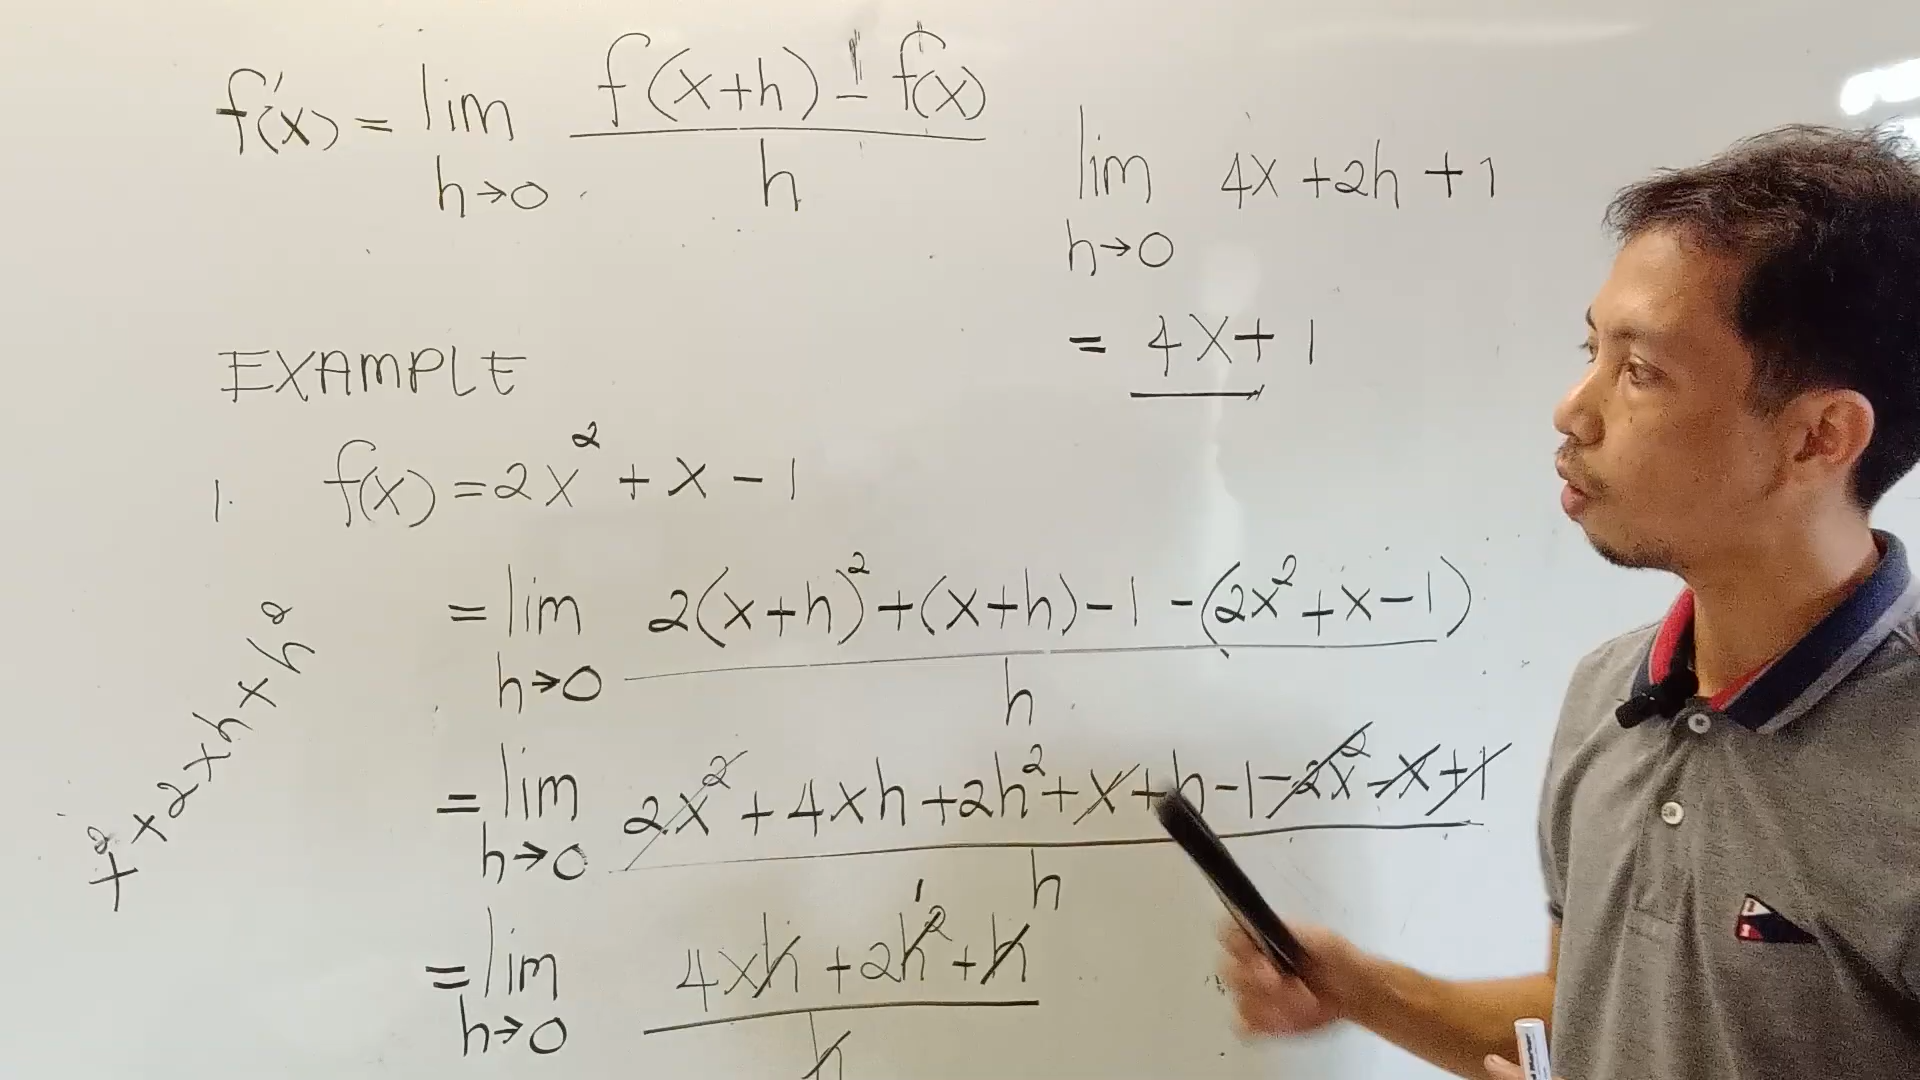 f'(x) = lim f(x+h) - f(x)
h→0 h
EXAMPLE
1. f(x) = 2x² + x - 1
= lim 2(x+h)² + (x+h) - 1 - (2x² + x - 1)
h→0 h
= lim 2x² + 4xh + 2h² + x + h - 1 - 2x² - x + 1
h→0 h
= lim 4xh + 2h² + h
h→0 h
1
lim 4x + 2h + 1
h→0
= 4x + 1
x² + 2xh + h²